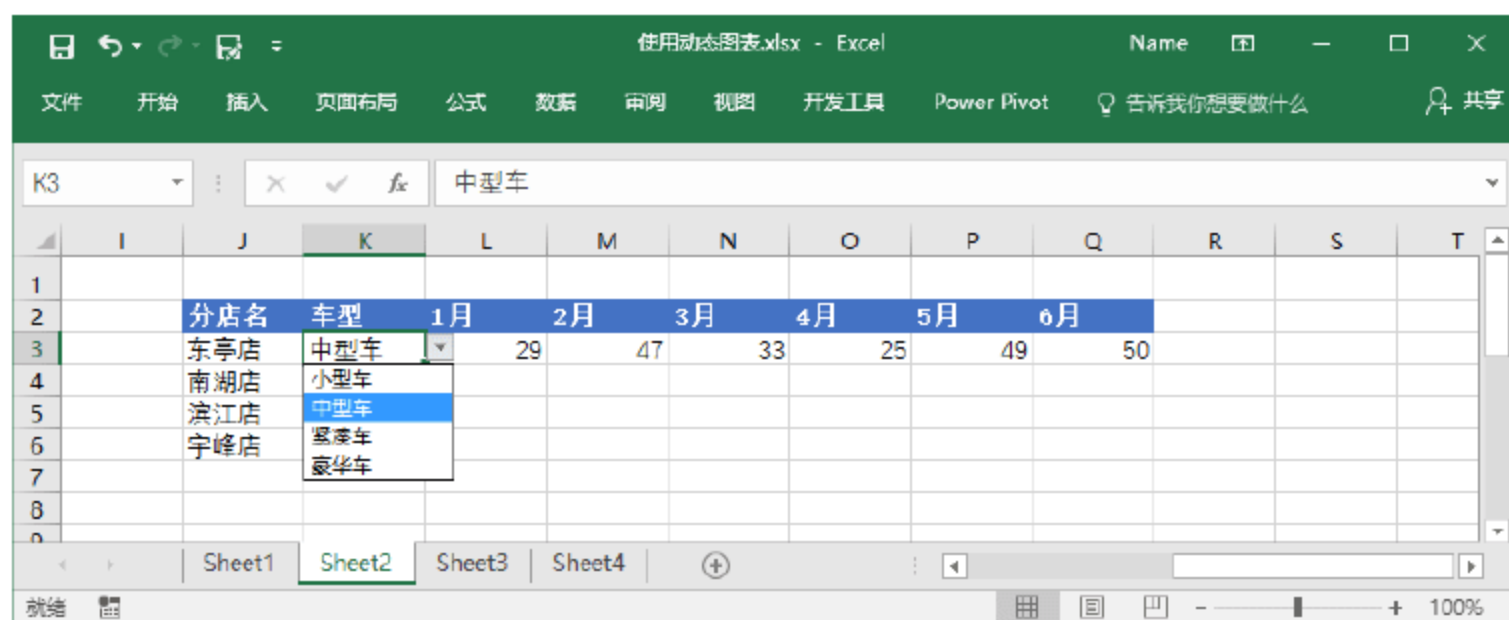 使用动态图表.xlsx - Excel Name
文件 开始 插入 页面布局 公式 数据 审阅 视图 开发工具 Power Pivot 告诉我你想要做什么 共享
K3 fx 中型车
I J K L M N O P Q R S T
1
2 分店名 车型 1月 2月 3月 4月 5月 6月
3 东亭店 中型车 29 47 33 25 49 50
4 南湖店 小型车
5 滨江店 中型车
6 宇峰店 紧凑车
7 豪华车
8
9
Sheet1 Sheet2 Sheet3 Sheet4
就绪 100%